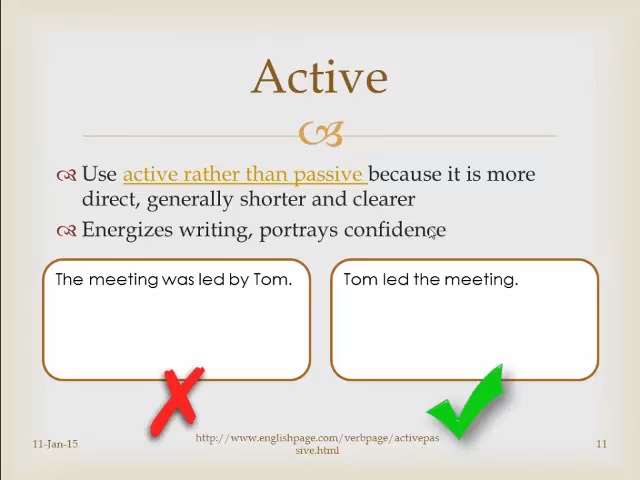 Active
Use active rather than passive because it is more
direct, generally shorter and clearer
Energizes writing, portrays confidence
The meeting was led by Tom.
Tom led the meeting.
11-Jan-15
http://www.englishpage.com/verbpage/activepas
sive.html
11